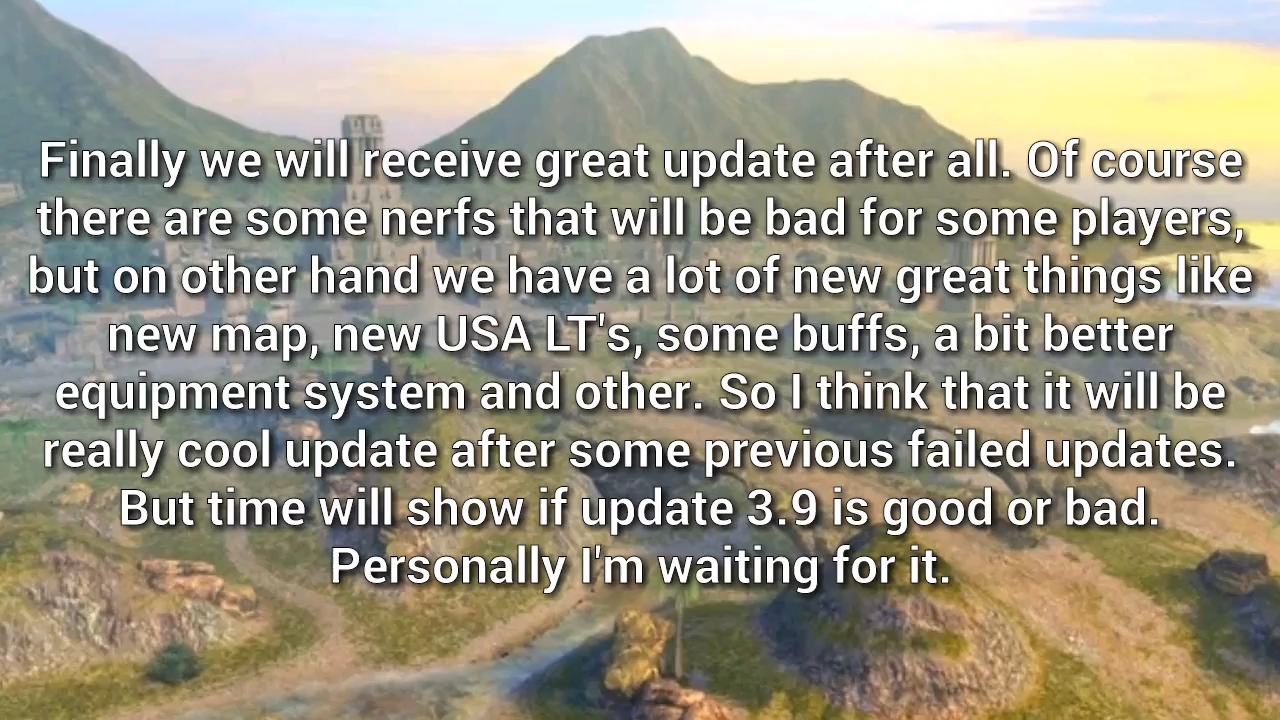 Finally we will receive great update after all. Of course
there are some nerfs that will be bad for some players,
but on other hand we have a lot of new great things like
new map, new USA LT's, some buffs, a bit better
equipment system and other. So I think that it will be
really cool update after some previous failed updates.
But time will show if update 3.9 is good or bad.
Personally I'm waiting for it.